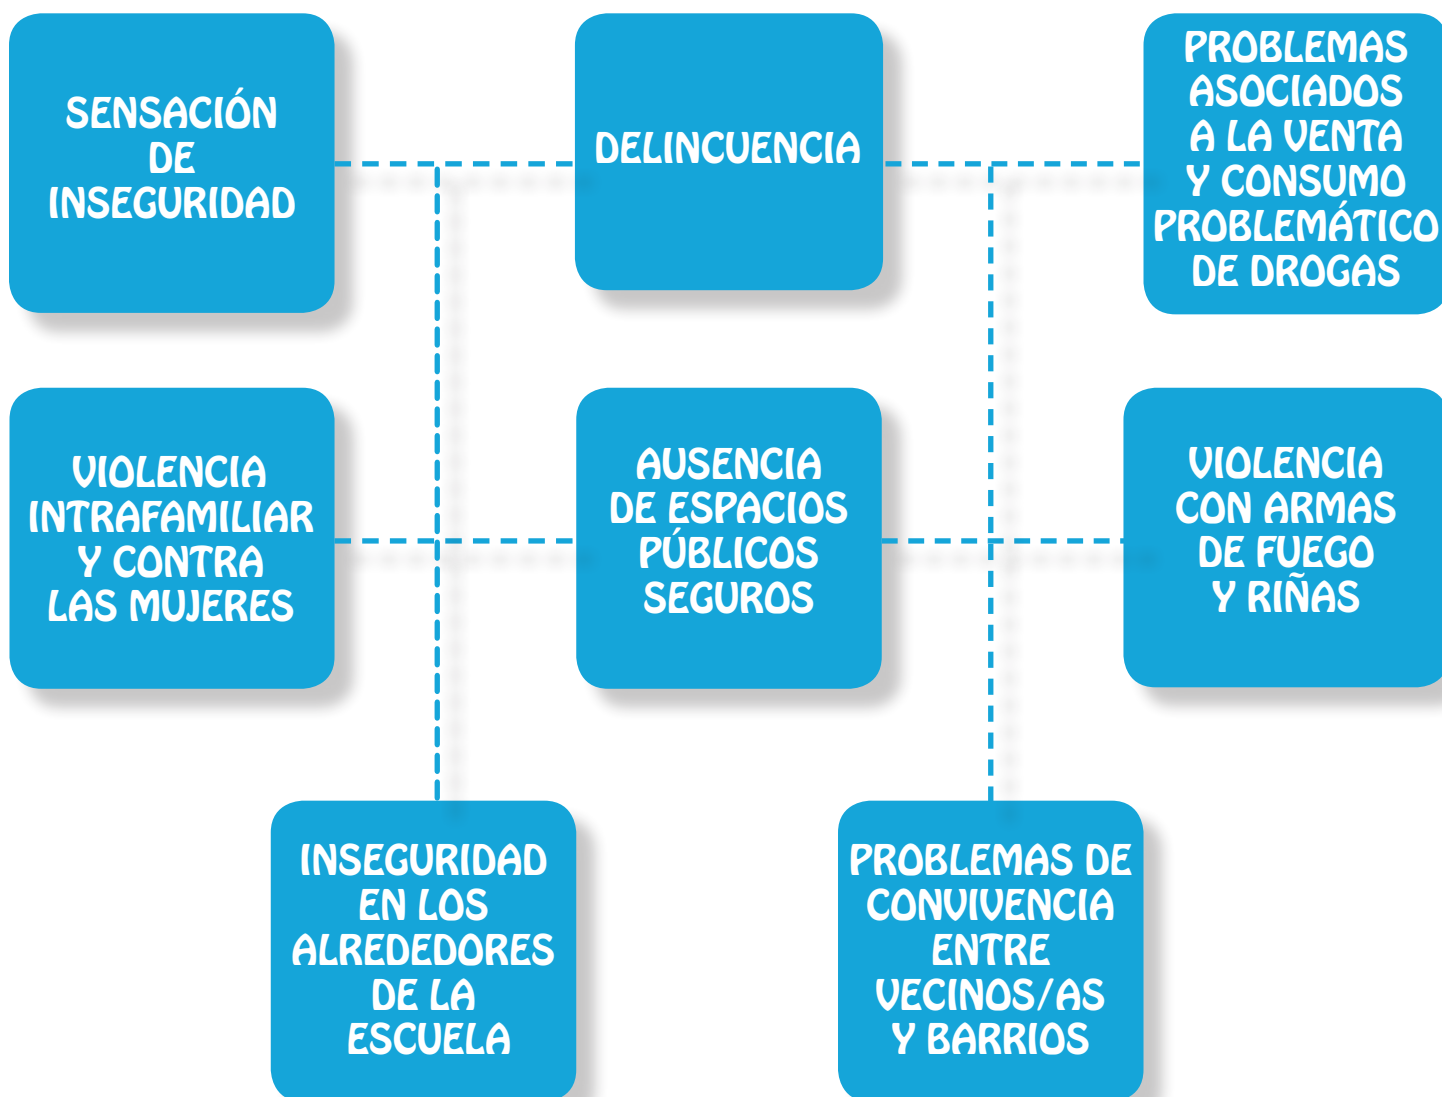 SENSACIÓN
DE
INSEGURIDAD
DELINCUENCIA
PROBLEMAS
ASOCIADOS
A LA VENTA
Y CONSUMO
PROBLEMÁTICO
DE DROGAS
VIOLENCIA
INTRAFAMILIAR
Y CONTRA
LAS MUJERES
AUSENCIA
DE ESPACIOS
PÚBLICOS
SEGUROS
VIOLENCIA
CON ARMAS
DE FUEGO
Y RIÑAS
INSEGURIDAD
EN LOS
ALREDEDORES
DE LA
ESCUELA
PROBLEMAS DE
CONVIVENCIA
ENTRE
VECINOS/AS
Y BARRIOS